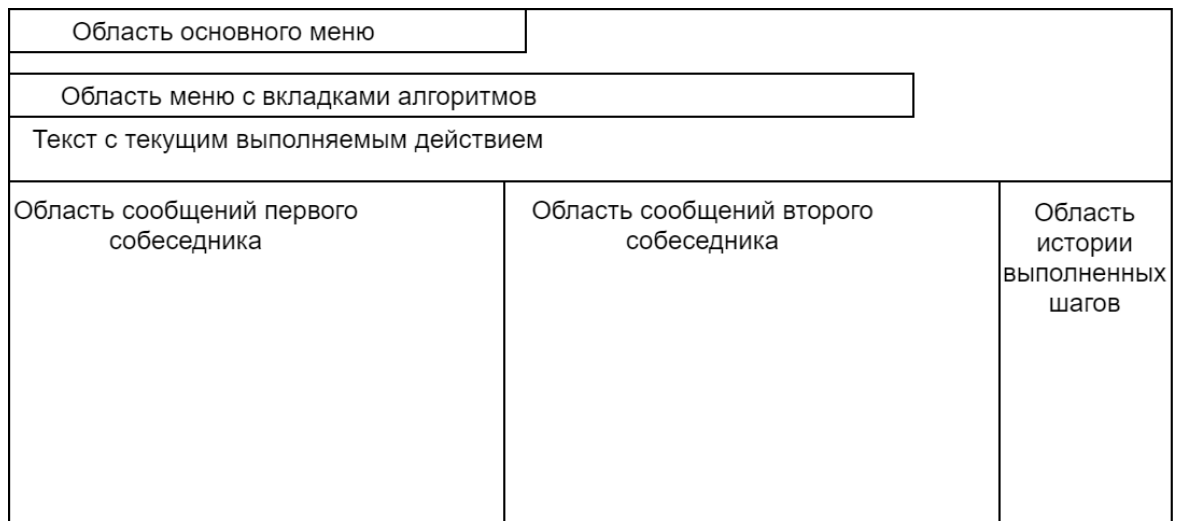 Область основного меню
Область меню с вкладками алгоритмов
Текст с текущим выполняемым действием
Область сообщений первого
собеседника
Область сообщений второго
собеседника
Область
истории
выполненных
шагов